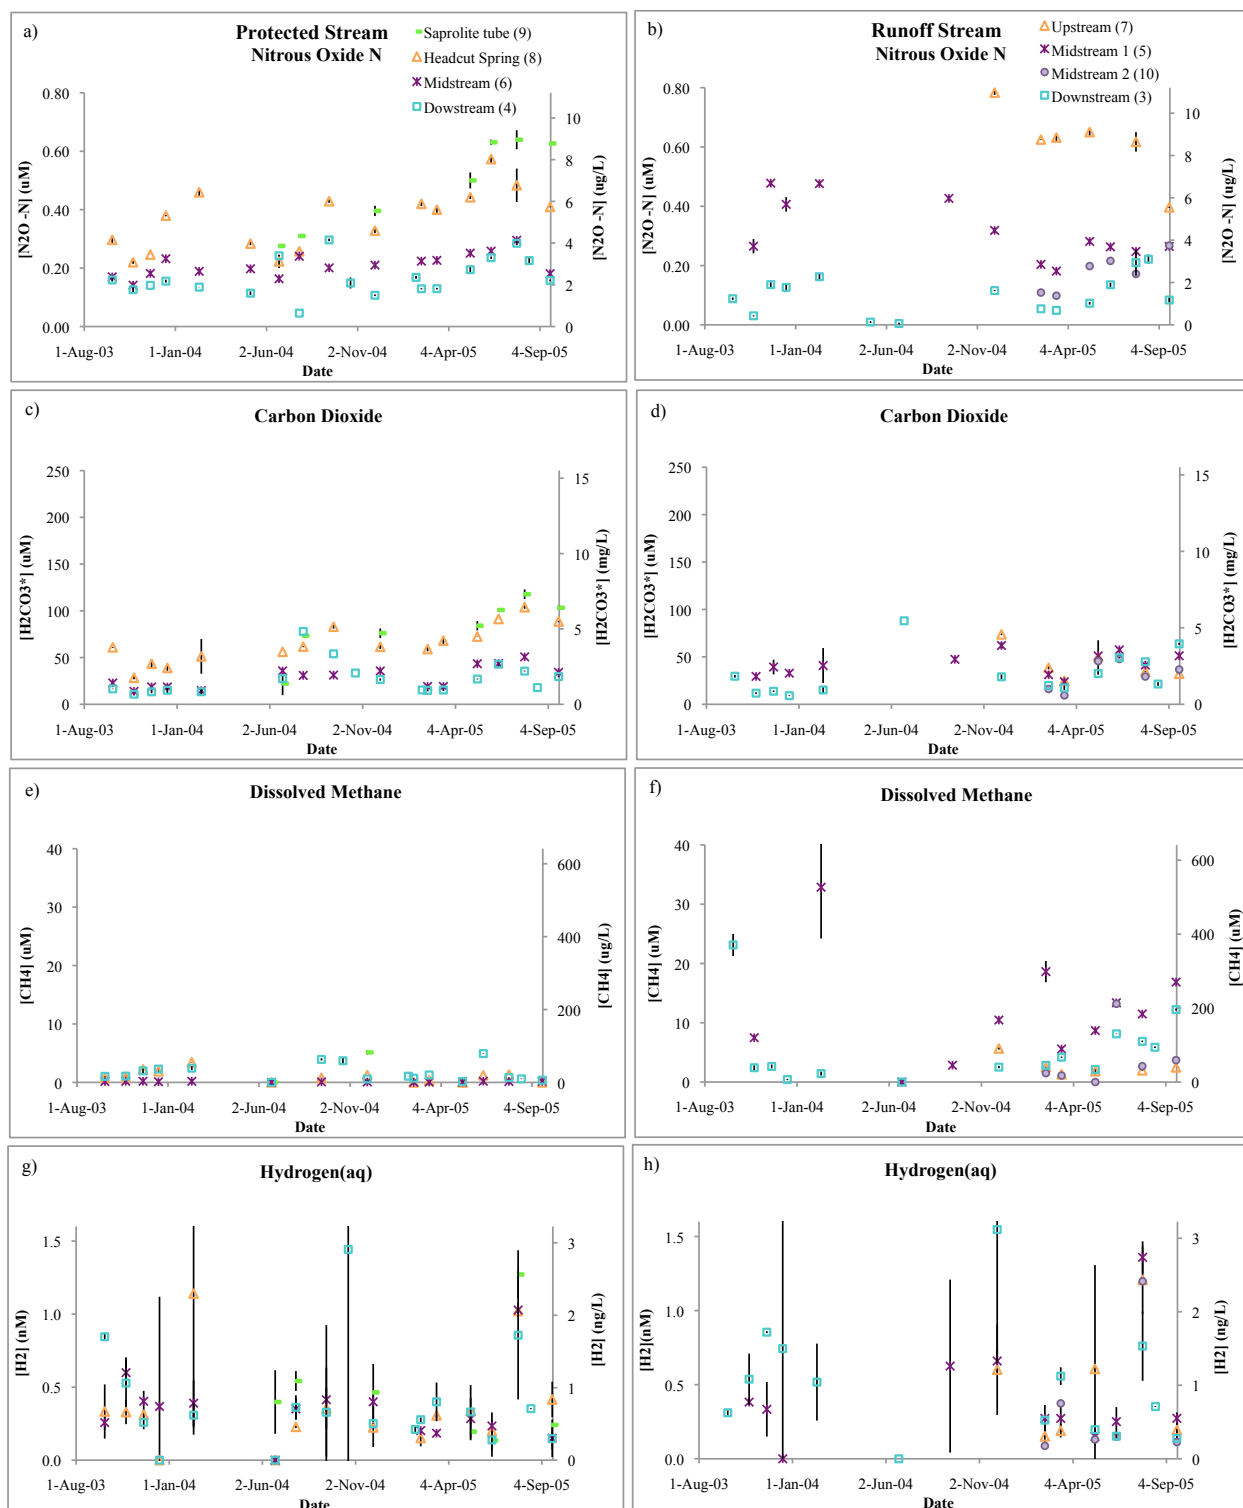 a)
Protected Stream
Nitrous Oxide N
Saprolite tube (9)
Headcut Spring (8)
Midstream (6)
Dowstream (4)
0.80
0.60
0.40
0.20
0.00
[N2O -N] (uM)
10
8
6
4
2
0
[N2O -N] (ug/L)
1-Aug-03 1-Jan-04 2-Jun-04 2-Nov-04 4-Apr-05 4-Sep-05
Date
b)
Runoff Stream
Nitrous Oxide N
Upstream (7)
Midstream 1 (5)
Midstream 2 (10)
Downstream (3)
0.80
0.60
0.40
0.20
0.00
[N2O -N] (uM)
10
8
6
4
2
0
[N2O -N] (ug/L)
1-Aug-03 1-Jan-04 2-Jun-04 2-Nov-04 4-Apr-05 4-Sep-05
Date
c)
Carbon Dioxide
250
200
150
100
50
0
[H2CO3*] (uM)
15
10
5
0
[H2CO3*] (mg/L)
1-Aug-03 1-Jan-04 2-Jun-04 2-Nov-04 4-Apr-05 4-Sep-05
Date
d)
Carbon Dioxide
250
200
150
100
50
0
[H2CO3*] (uM)
15
10
5
0
[H2CO3*] (mg/L)
1-Aug-03 1-Jan-04 2-Jun-04 2-Nov-04 4-Apr-05 4-Sep-05
Date
e)
Dissolved Methane
40
30
20
10
0
[CH4] (uM)
600
400
200
0
[CH4] (ug/L)
1-Aug-03 1-Jan-04 2-Jun-04 2-Nov-04 4-Apr-05 4-Sep-05
Date
f)
Dissolved Methane
40
30
20
10
0
[CH4] (uM)
600
400
200
0
[CH4] (uM)
1-Aug-03 1-Jan-04 2-Jun-04 2-Nov-04 4-Apr-05 4-Sep-05
Date
g)
Hydrogen(aq)
1.5
1.0
0.5
0.0
[H2] (nM)
3
2
1
0
[H2] (ng/L)
1-Aug-03 1-Jan-04 2-Jun-04 2-Nov-04 4-Apr-05 4-Sep-05
Date
h)
Hydrogen(aq)
1.5
1.0
0.5
0.0
[H2](nM)
3
2
1
0
[H2] (ng/L)
1-Aug-03 1-Jan-04 2-Jun-04 2-Nov-04 4-Apr-05 4-Sep-05
Date